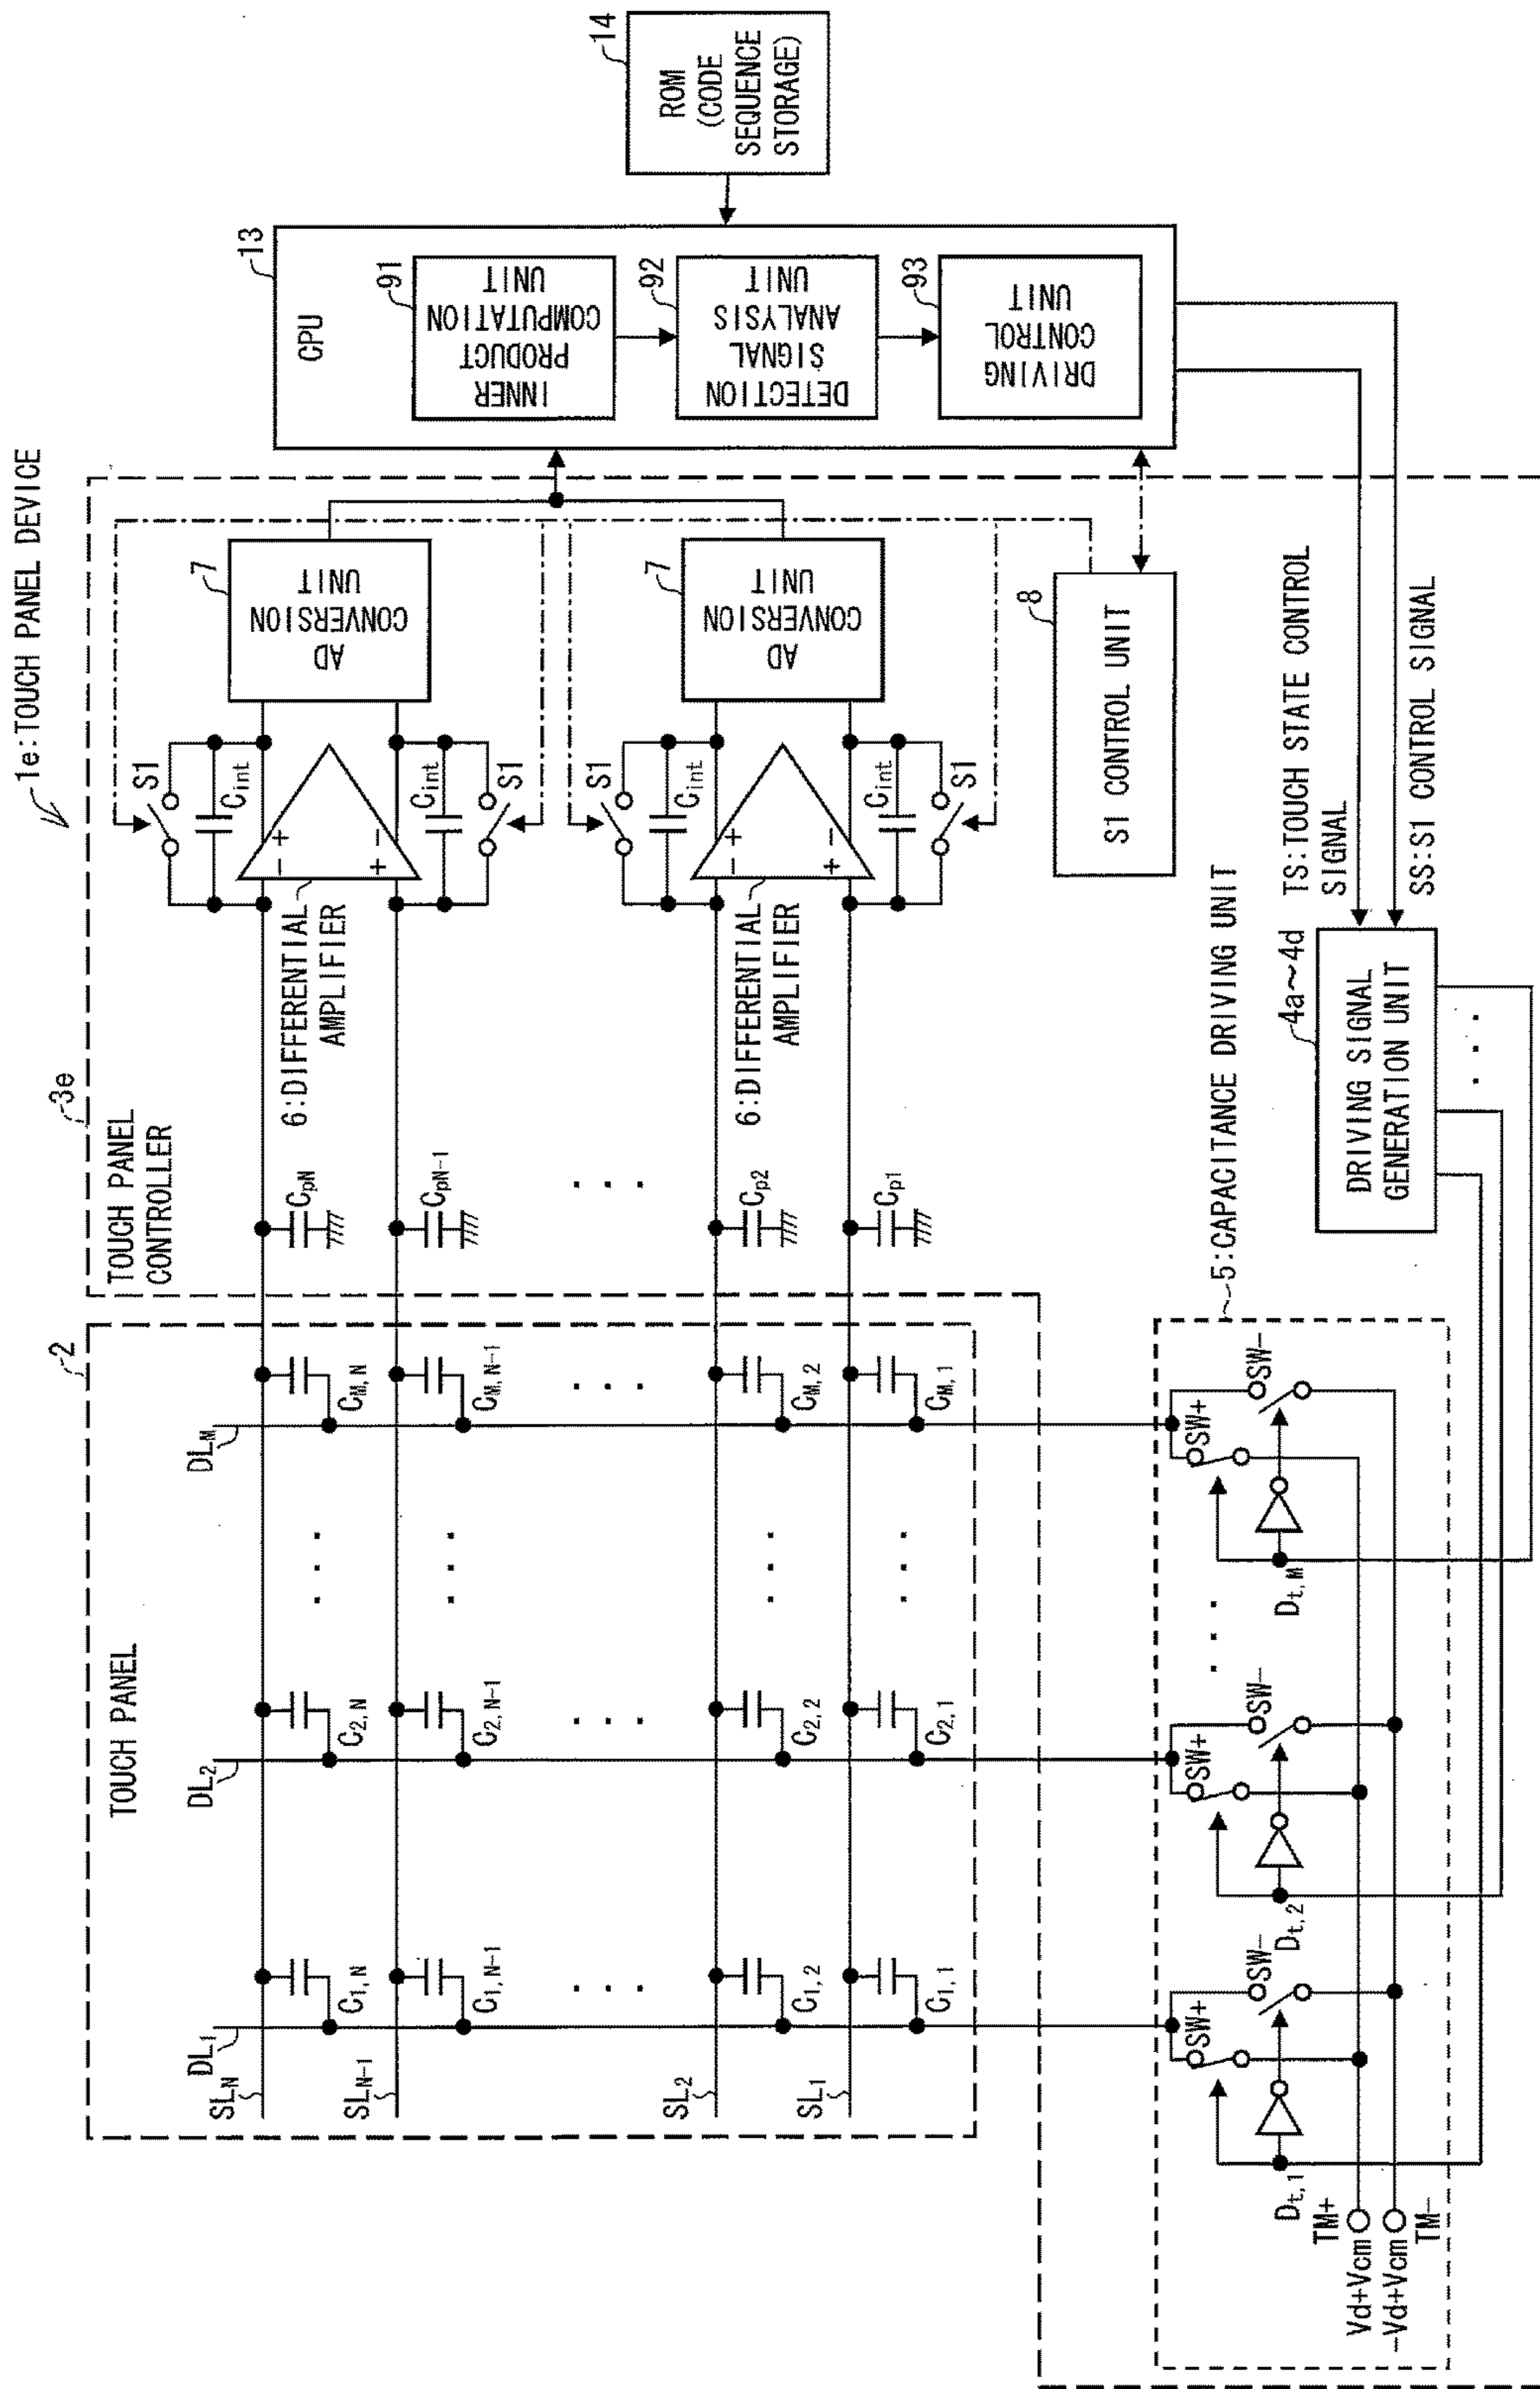 1e:TOUCH PANEL DEVICE
3e
TOUCH PANEL
CONTROLLER
2
TOUCH PANEL
DL1
DL2
DLM
SLN
SLN-1
SL2
SL1
C1,N
C1,N-1
. . .
C1,2
C1,1
C2,N
C2,N-1
. . .
C2,2
C2,1
. . .
. . .
. . .
. . .
CM,N
CM,N-1
. . .
CM,2
CM,1
CpN
CpN-1
. . .
Cp2
Cp1
6:DIFFERENTIAL
AMPLIFIER
6:DIFFERENTIAL
AMPLIFIER
S1
Cint
− +
+ −
Cint
S1
S1
Cint
− +
+ −
Cint
S1
7
AD
CONVERSION
UNIT
7
AD
CONVERSION
UNIT
8
S1 CONTROL UNIT
13
CPU
91
INNER
PRODUCT
COMPUTATION
UNIT
92
DETECTION
SIGNAL
ANALYSIS
UNIT
93
DRIVING
CONTROL
UNIT
14
ROM
(CODE
SEQUENCE
STORAGE)
TS:TOUCH STATE CONTROL
SIGNAL
SS:S1 CONTROL SIGNAL
4a~4d
DRIVING SIGNAL
GENERATION UNIT
. . .
5:CAPACITANCE DRIVING UNIT
SW+
SW-
Dt,1
SW+
SW-
Dt,2
. . .
SW+
SW-
Dt,M
TM+
Vd+Vcm
-Vd+Vcm
TM-